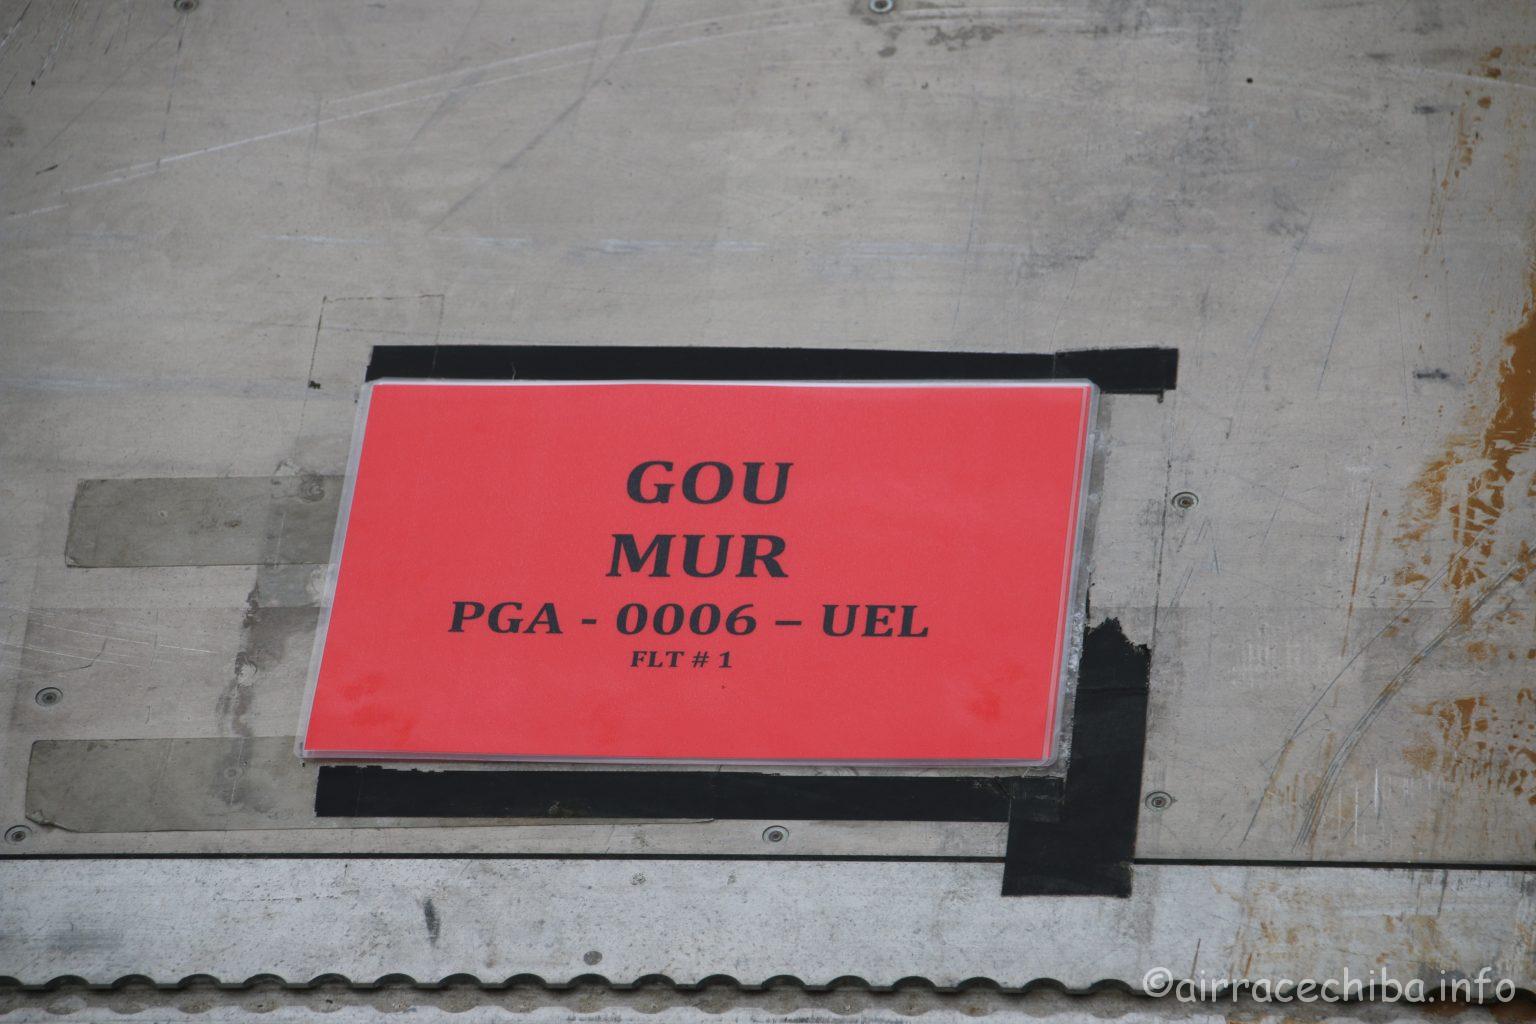 GOU
MUR
PGA - 0006 – UEL
FLT # 1
©airracechiba.info